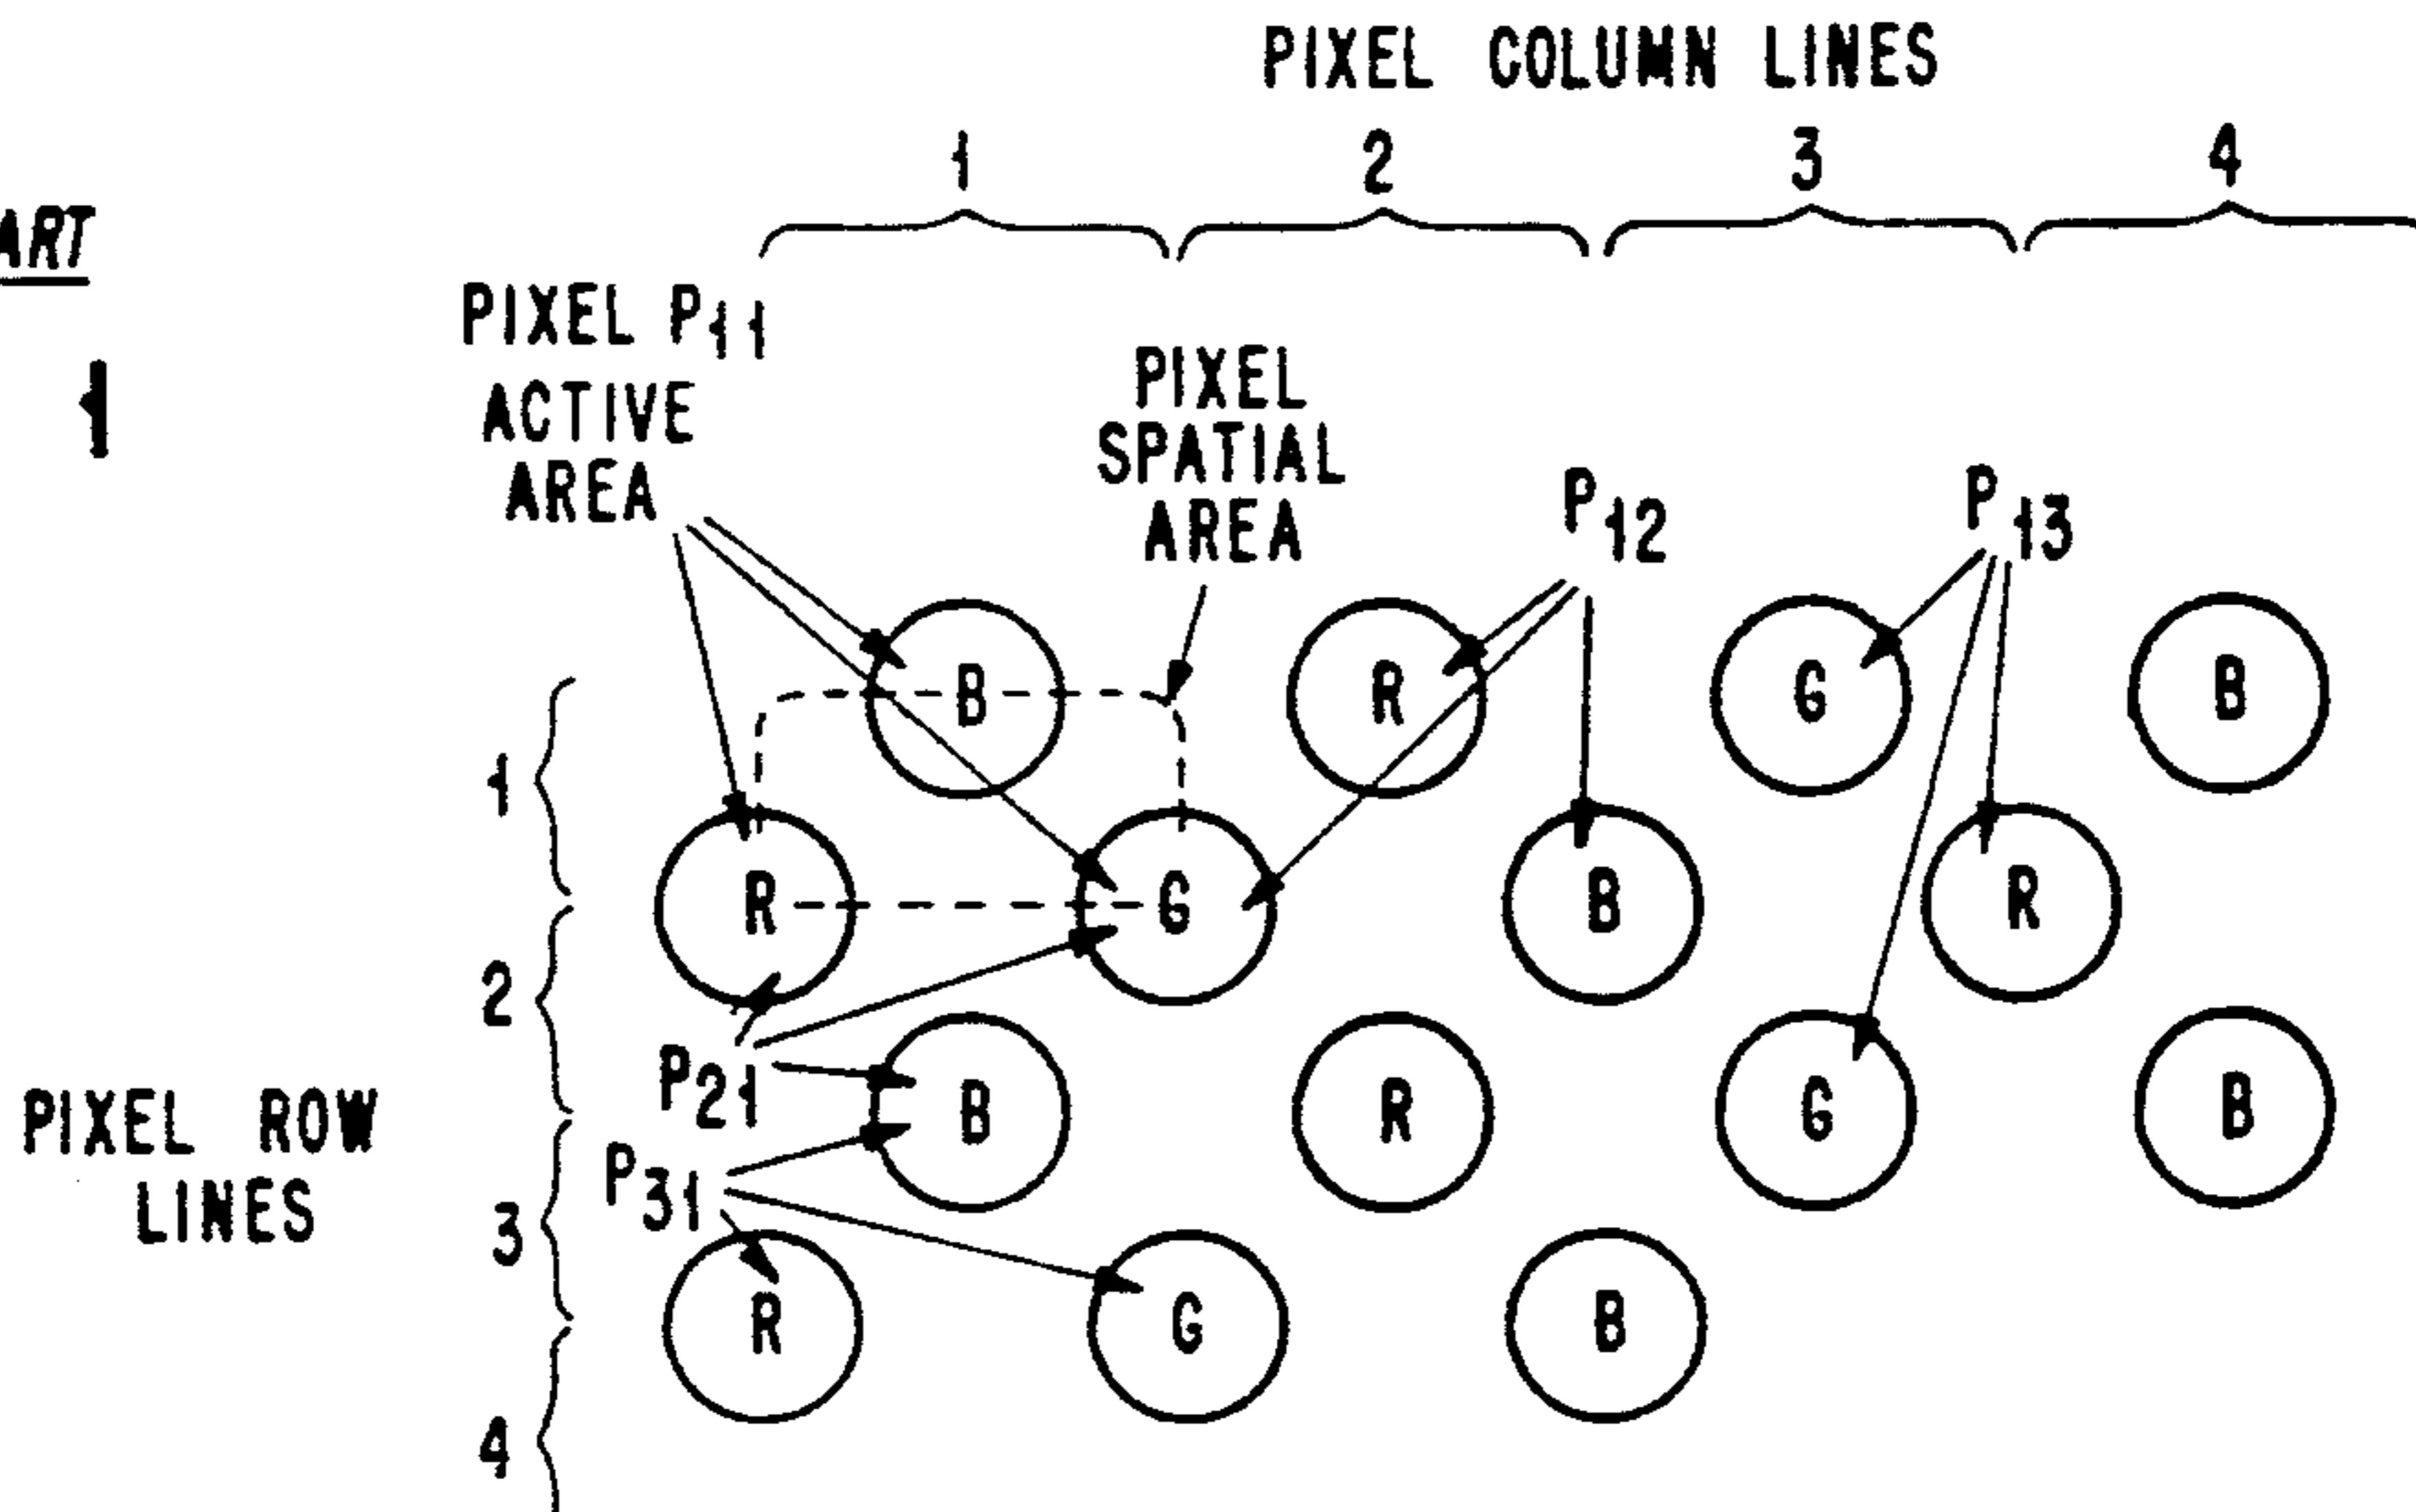 PIXEL COLUMN LINES
1 2 3 4
ART
1
PIXEL P11
ACTIVE
AREA
PIXEL
SPATIAL
AREA
P12
P13
B R G B
1
R G B R
2
P21
B R G B
PIXEL ROW
LINES
P31
3
R G B
4